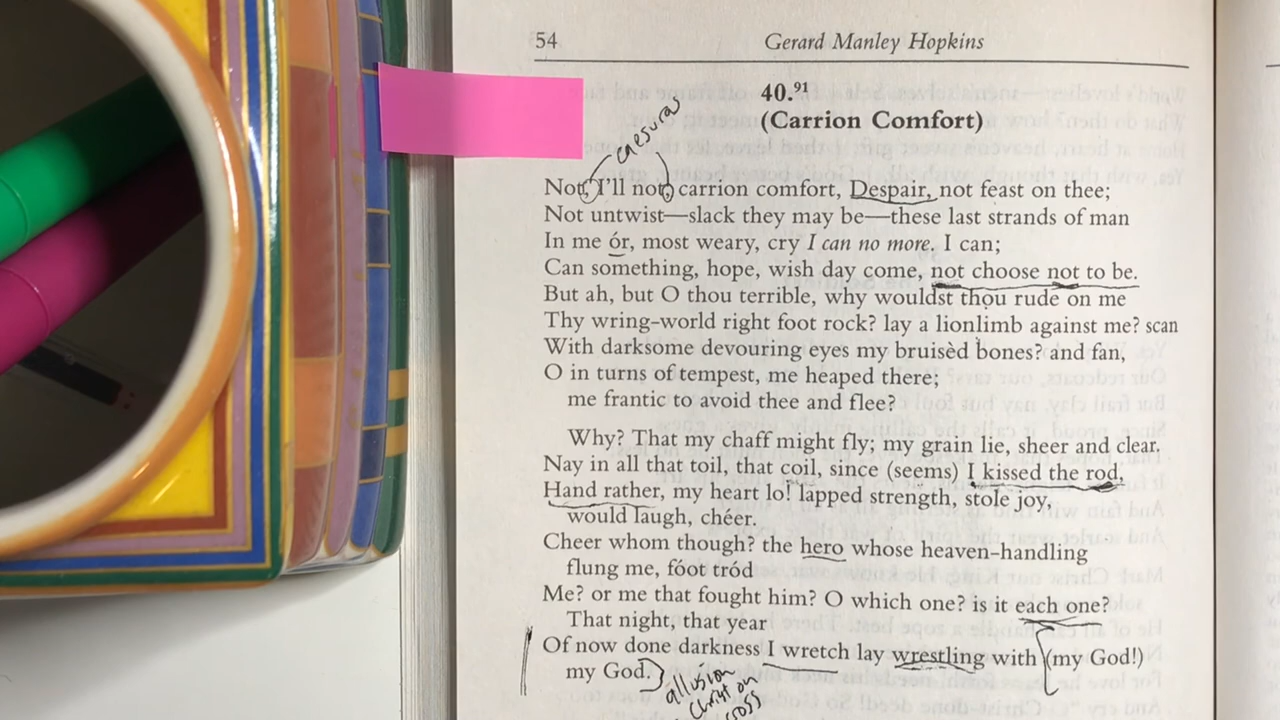 54 Gerard Manley Hopkins
40.91
(Carrion Comfort)
caesuras
Not, I'll not, carrion comfort, Despair, not feast on thee;
Not untwist—slack they may be—these last strands of man
In me ór, most weary, cry I can no more. I can;
Can something, hope, wish day come, not choose not to be.
But ah, but O thou terrible, why wouldst thou rude on me
Thy wring-world right foot rock? lay a lionlimb against me? scan
With darksome devouring eyes my bruisèd bones? and fan,
O in turns of tempest, me heaped there;
me frantic to avoid thee and flee?
Why? That my chaff might fly; my grain lie, sheer and clear.
Nay in all that toil, that coil, since (seems) I kissed the rod,
Hand rather, my heart lo! lapped strength, stole joy,
would laugh, chéer.
Cheer whom though? the hero whose heaven-handling
flung me, fóot tród
Me? or me that fought him? O which one? is it each one?
That night, that year
Of now done darkness I wretch lay wrestling with (my God!)
my God.
allusion
Christ on
cross